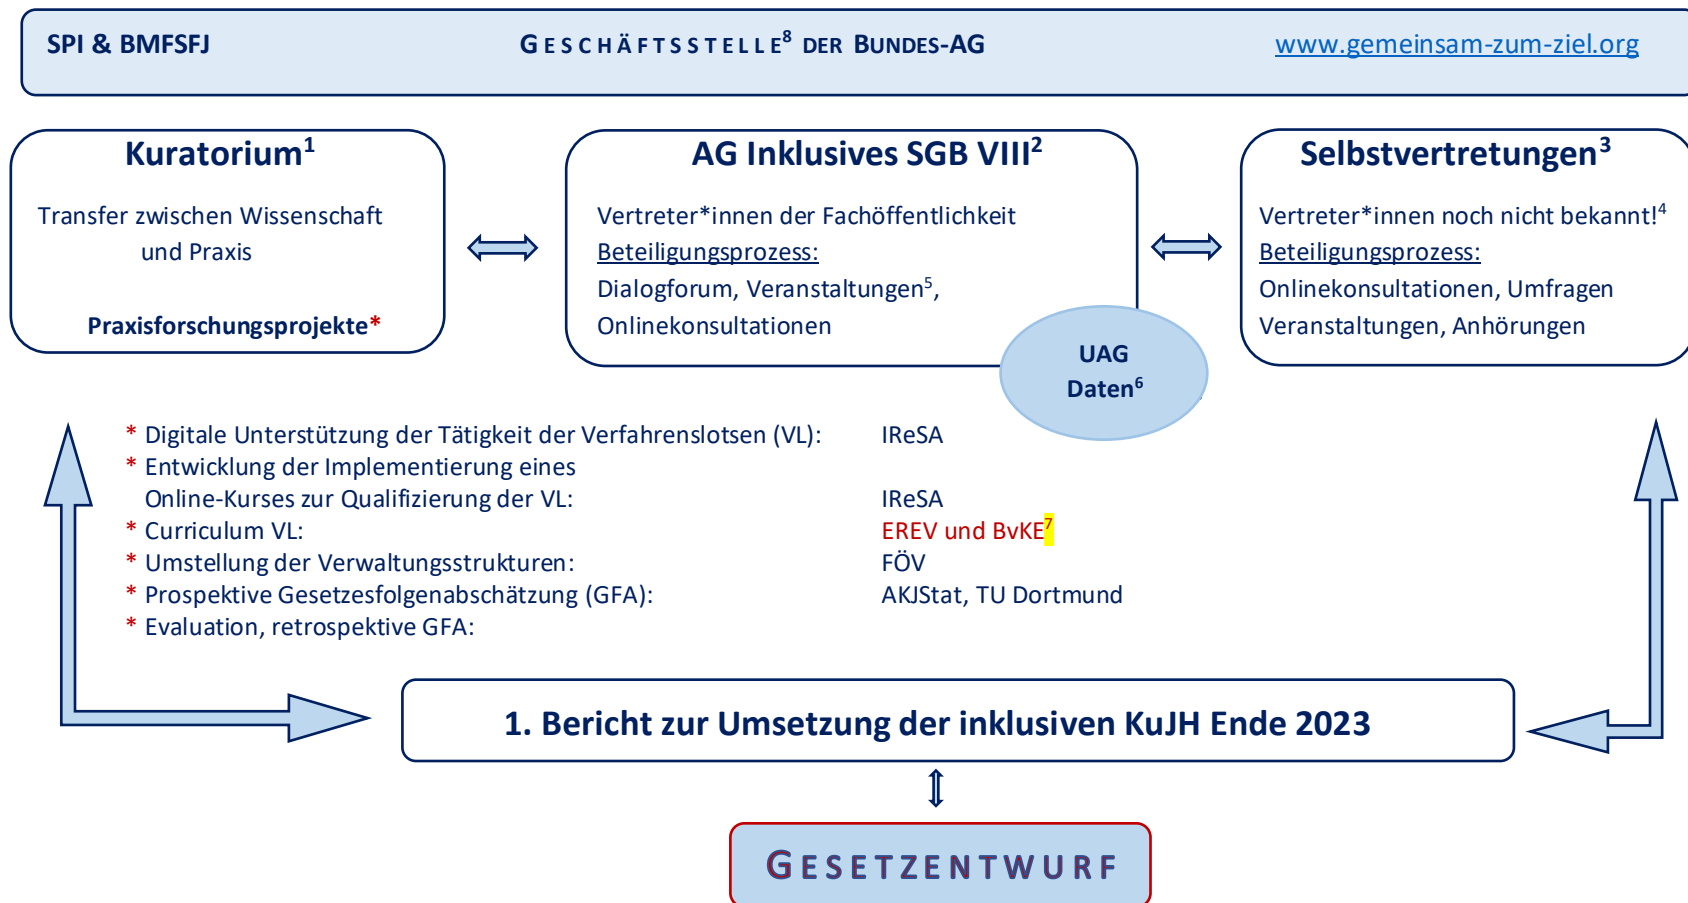 SPI & BMFSFJ GESCHÄFTSSTELLE⁸ DER BUNDES-AG www.gemeinsam-zum-ziel.org
Kuratorium¹
Transfer zwischen Wissenschaft
und Praxis
Praxisforschungsprojekte*
AG Inklusives SGB VIII²
Vertreter*innen der Fachöffentlichkeit
Beteiligungsprozess:
Dialogforum, Veranstaltungen⁵,
Onlinekonsultationen
UAG
Daten⁶
Selbstvertretungen³
Vertreter*innen noch nicht bekannt!⁴
Beteiligungsprozess:
Onlinekonsultationen, Umfragen
Veranstaltungen, Anhörungen
* Digitale Unterstützung der Tätigkeit der Verfahrenslotsen (VL): IReSA
* Entwicklung der Implementierung eines
Online-Kurses zur Qualifizierung der VL: IReSA
* Curriculum VL: EREV und BvKE⁷
* Umstellung der Verwaltungsstrukturen: FÖV
* Prospektive Gesetzesfolgenabschätzung (GFA): AKJStat, TU Dortmund
* Evaluation, retrospektive GFA:
1. Bericht zur Umsetzung der inklusiven KuJH Ende 2023
GESETZENTWURF